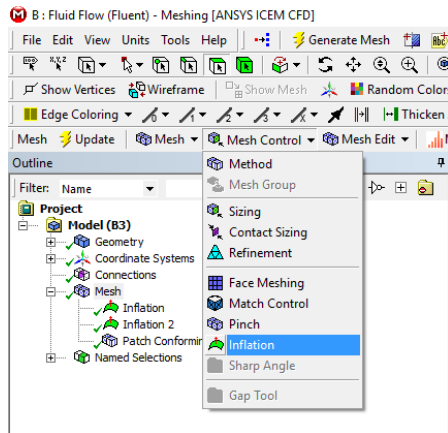 B : Fluid Flow (Fluent) - Meshing [ANSYS ICEM CFD]
File Edit View Units Tools Help Generate Mesh
Show Vertices Wireframe Show Mesh Random Color
Edge Coloring Thicken
Mesh Update Mesh Mesh Control Mesh Edit
Outline
Filter: Name
Project
Model (B3)
Geometry
Coordinate Systems
Connections
Mesh
Inflation
Inflation 2
Patch Conformin
Named Selections
Method
Mesh Group
Sizing
Contact Sizing
Refinement
Face Meshing
Match Control
Pinch
Inflation
Sharp Angle
Gap Tool